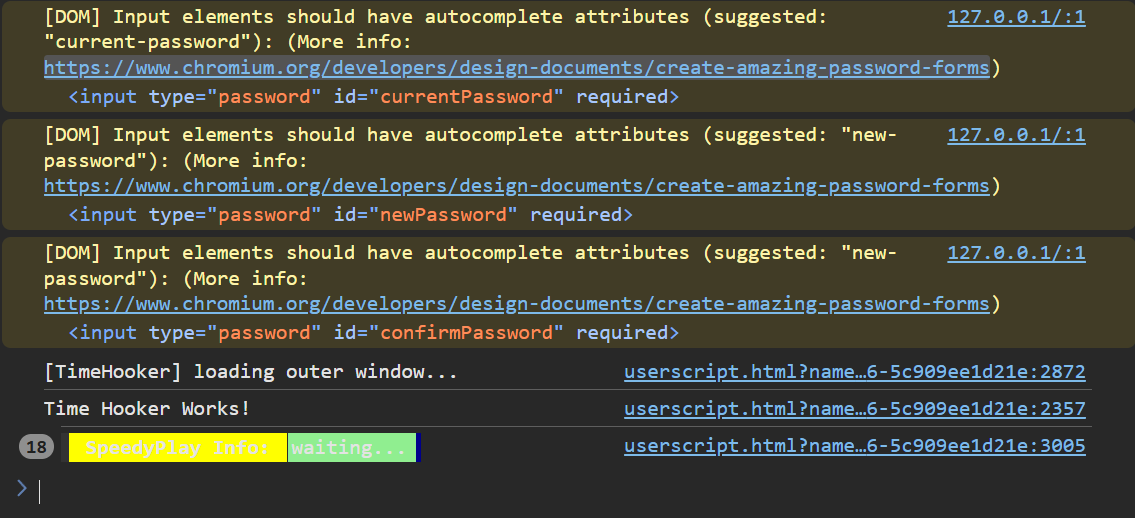 [DOM] Input elements should have autocomplete attributes (suggested: 127.0.0.1/:1
"current-password"): (More info:
https://www.chromium.org/developers/design-documents/create-amazing-password-forms)
<input type="password" id="currentPassword" required>
[DOM] Input elements should have autocomplete attributes (suggested: "new- 127.0.0.1/:1
password"): (More info:
https://www.chromium.org/developers/design-documents/create-amazing-password-forms)
<input type="password" id="newPassword" required>
[DOM] Input elements should have autocomplete attributes (suggested: "new- 127.0.0.1/:1
password"): (More info:
https://www.chromium.org/developers/design-documents/create-amazing-password-forms)
<input type="password" id="confirmPassword" required>
[TimeHooker] loading outer window... userscript.html?name…6-5c909ee1d21e:2872
Time Hooker Works! userscript.html?name…6-5c909ee1d21e:2357
18 SpeedyPlay Info: waiting... userscript.html?name…6-5c909ee1d21e:3005
>